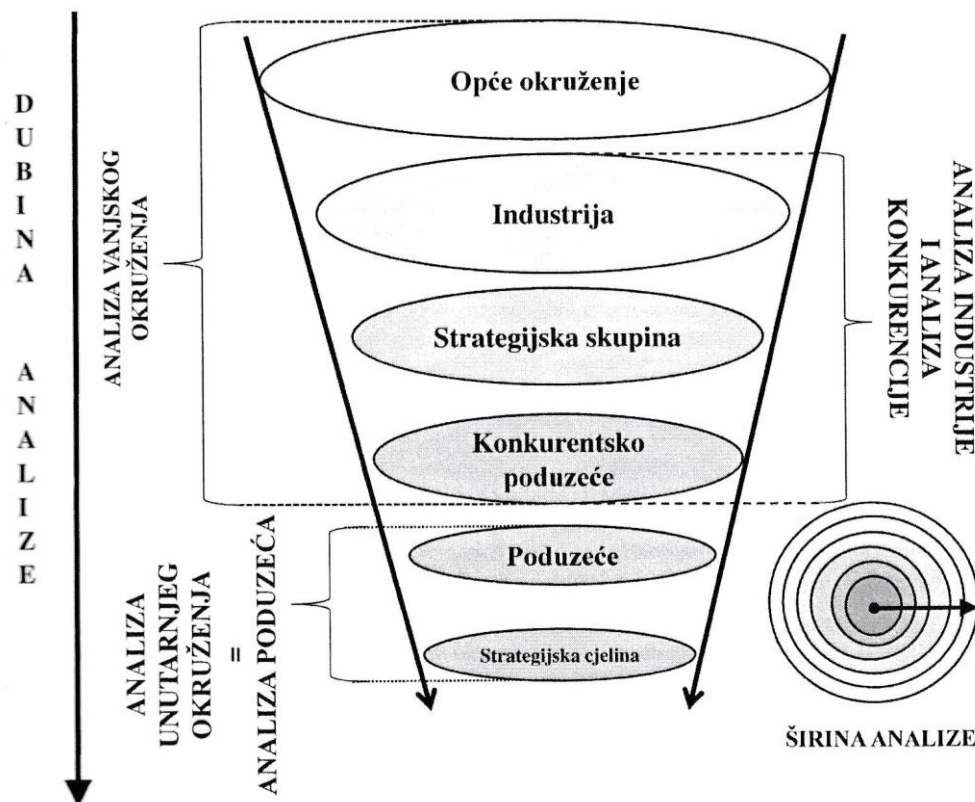 DUBINA ANALIZE
ANALIZA VANJSKOG
OKRUŽENJA
Opće okruženje
Industrija
Strategijska skupina
Konkurentsko
poduzeće
ANALIZA INDUSTRIJE
I ANALIZA
KONKURENCIJE
ANALIZA
UNUTARNJEG
OKRUŽENJA
=
ANALIZA PODUZEĆA
Poduzeće
Strategijska cjelina
ŠIRINA ANALIZE